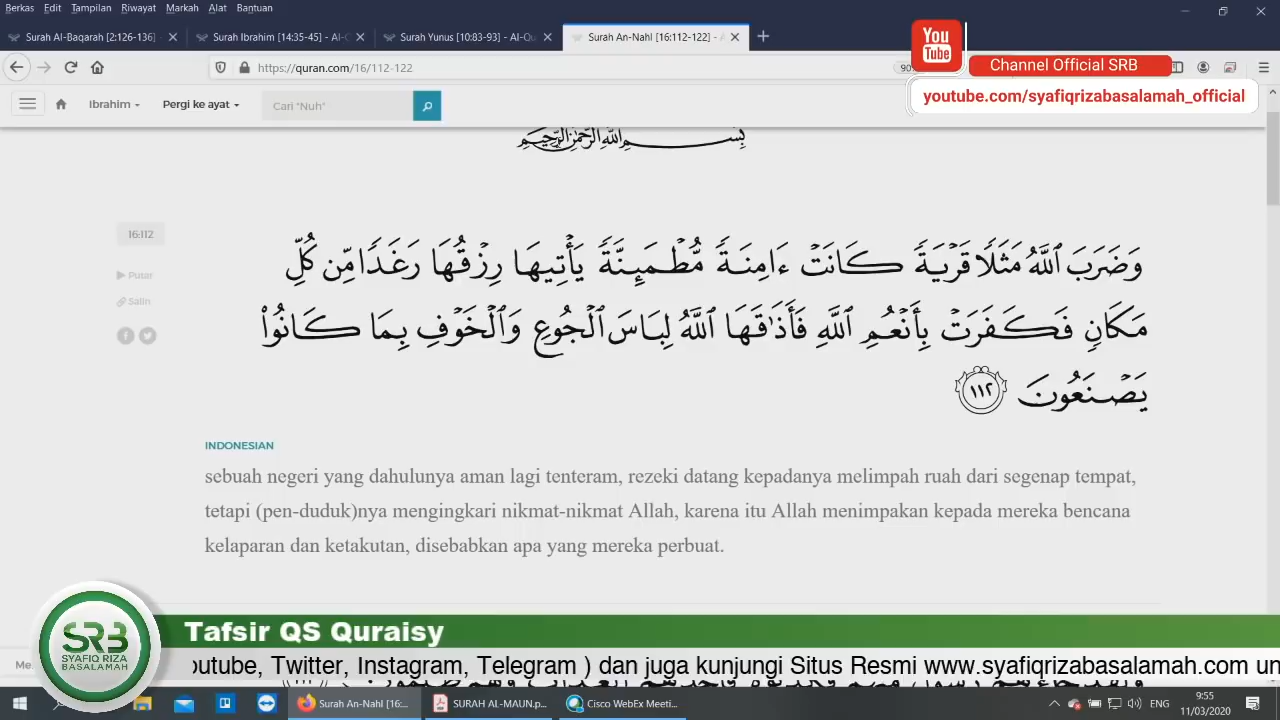 Berkas Edit Tampilan Riwayat Markah Alat Bantuan
Surah Al-Baqarah [2:126-136]
Surah Ibrahim [14:35-45] - Al-Q
Surah Yunus [10:83-93] - Al-Qu
Surah An-Nahl [16:112-122] - A
https://quran.com/16/112-122
You
Tube
Channel Official SRB
youtube.com/syafiqrizabasalamah_official
Ibrahim
Pergi ke ayat
Cari "Nuh"
بِسْمِ اللَّهِ الرَّحْمَٰنِ الرَّحِيمِ
16:112
Putar
Salin
وَضَرَبَ ٱللَّهُ مَثَلًا قَرْيَةً كَانَتْ ءَامِنَةً مُّطْمَئِنَّةً يَأْتِيهَا رِزْقُهَا رَغَدًا مِّن كُلِّ
مَكَانٍ فَكَفَرَتْ بِأَنْعُمِ ٱللَّهِ فَأَذَٰقَهَا ٱللَّهُ لِبَاسَ ٱلْجُوعِ وَٱلْخَوْفِ بِمَا كَانُوا۟
يَصْنَعُونَ ١١٢
INDONESIAN
sebuah negeri yang dahulunya aman lagi tenteram, rezeki datang kepadanya melimpah ruah dari segenap tempat,
tetapi (pen-duduk)nya mengingkari nikmat-nikmat Allah, karena itu Allah menimpakan kepada mereka bencana
kelaparan dan ketakutan, disebabkan apa yang mereka perbuat.
SRB
SYAFIQ RIZA
BASALAMAH
Tafsir QS Quraisy
outube, Twitter, Instagram, Telegram ) dan juga kunjungi Situs Resmi www.syafiqrizabasalamah.com un
Surah An-Nahl [16:...
SURAH AL-MAUN.p...
Cisco WebEx Meeti...
ENG
9:55
11/03/2020